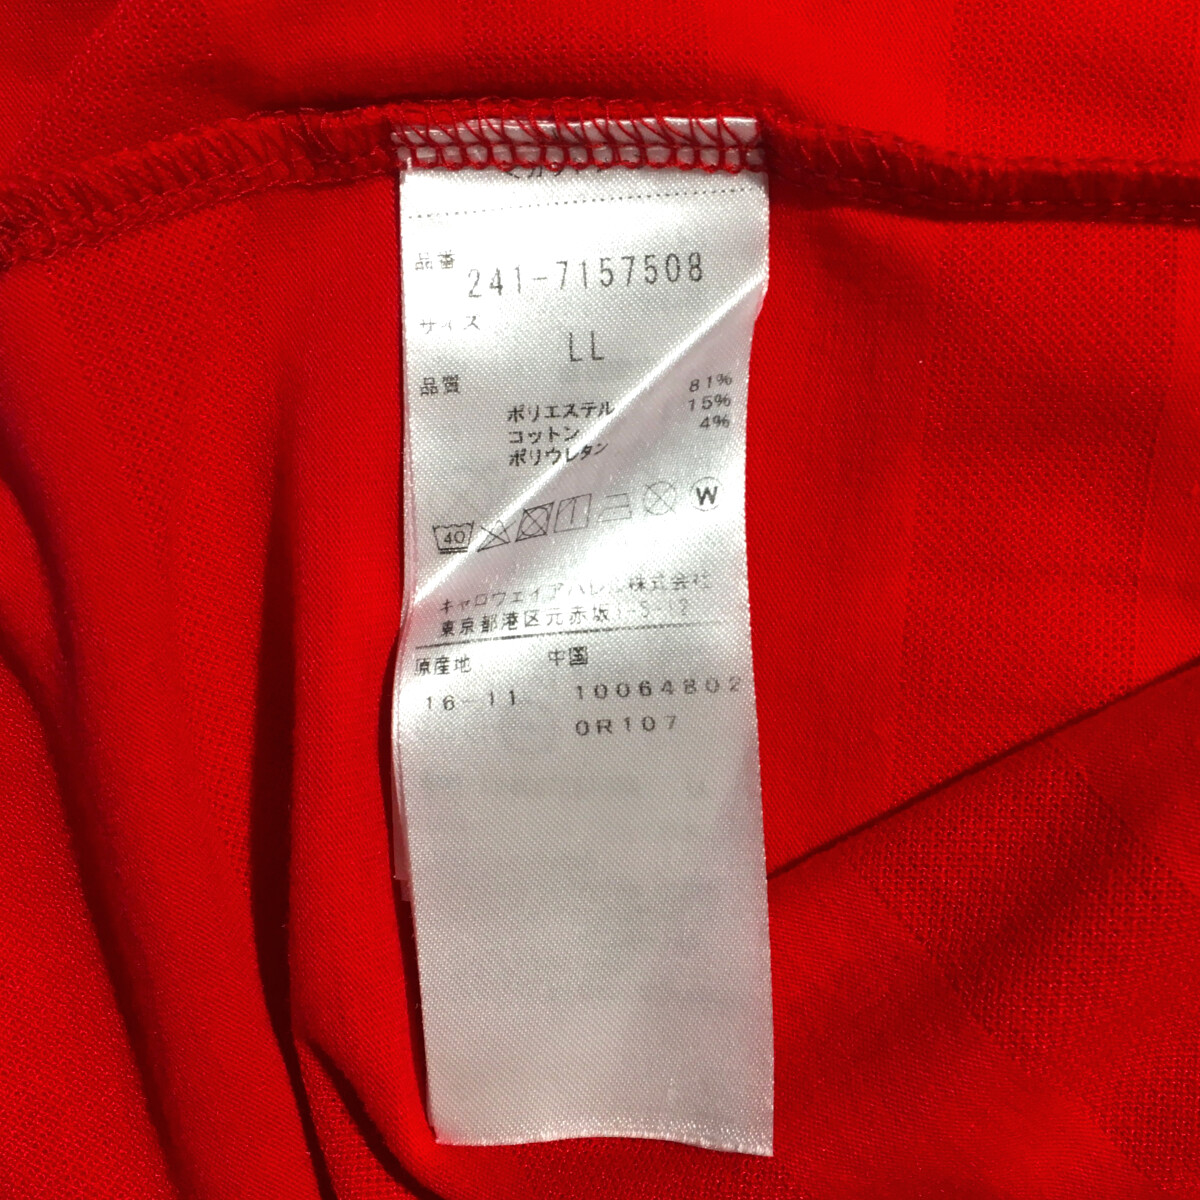 品番
241-7157508
サイズ
LL
品質
ポリエステル 81%
コットン 15%
ポリウレタン 4%
40 W
キャロウェイアパレル株式会社
東京都港区元赤坂1-3-12
原産地 中国
16-11 10064802
0R107